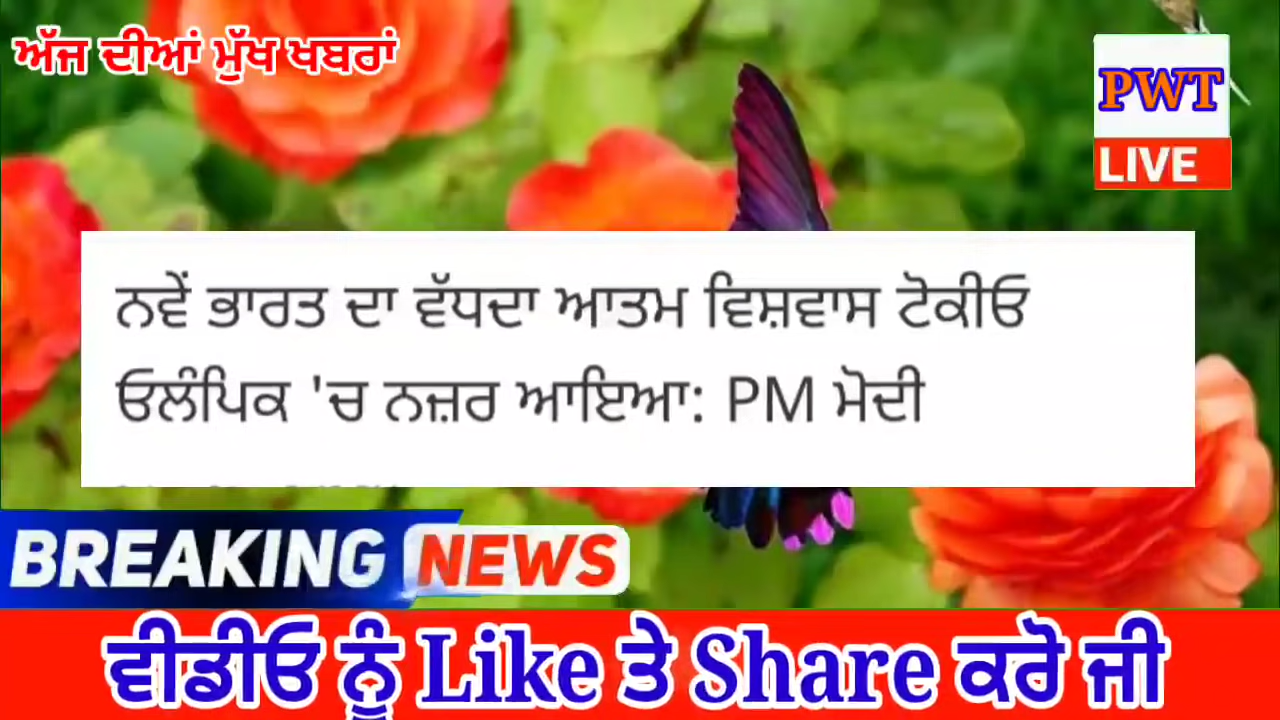 ਅੱਜ ਦੀਆਂ ਮੁੱਖ ਖਬਰਾਂ
PWT
LIVE
ਨਵੇਂ ਭਾਰਤ ਦਾ ਵੱਧਦਾ ਆਤਮ ਵਿਸ਼ਵਾਸ ਟੋਕੀਓ
ਓਲੰਪਿਕ 'ਚ ਨਜ਼ਰ ਆਇਆ: PM ਮੋਦੀ
BREAKING NEWS
ਵੀਡੀਓ ਨੂੰ Like ਤੇ Share ਕਰੋ ਜੀ